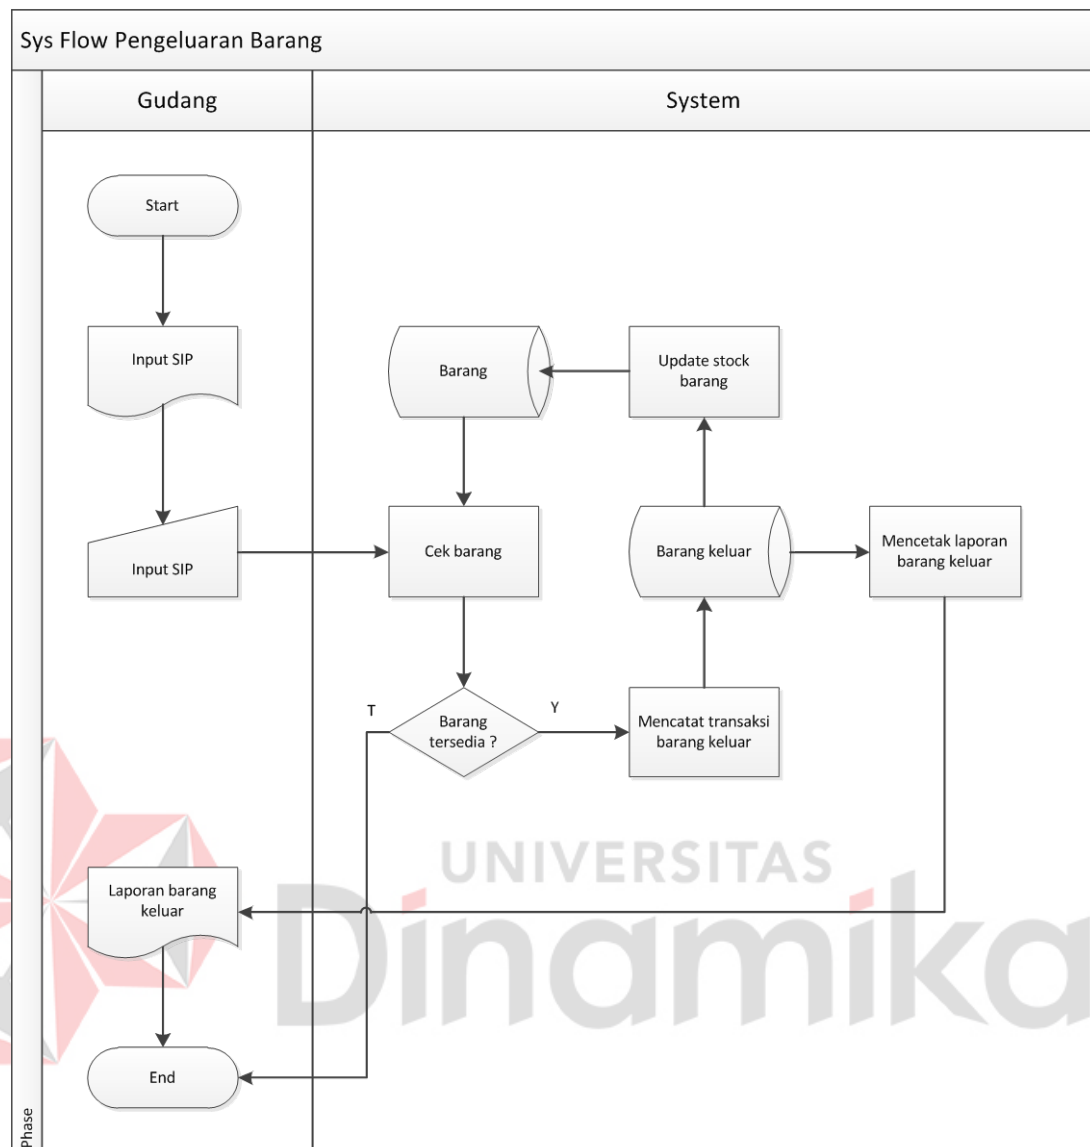 Sys Flow Pengeluaran Barang
Gudang
System
Start
Input SIP
Barang
Update stock
barang
Input SIP
Cek barang
Barang keluar
Mencetak laporan
barang keluar
T
Barang
tersedia ?
Y
Mencatat transaksi
barang keluar
Laporan barang
keluar
UNIVERSITAS
Dinamika
End
Phase